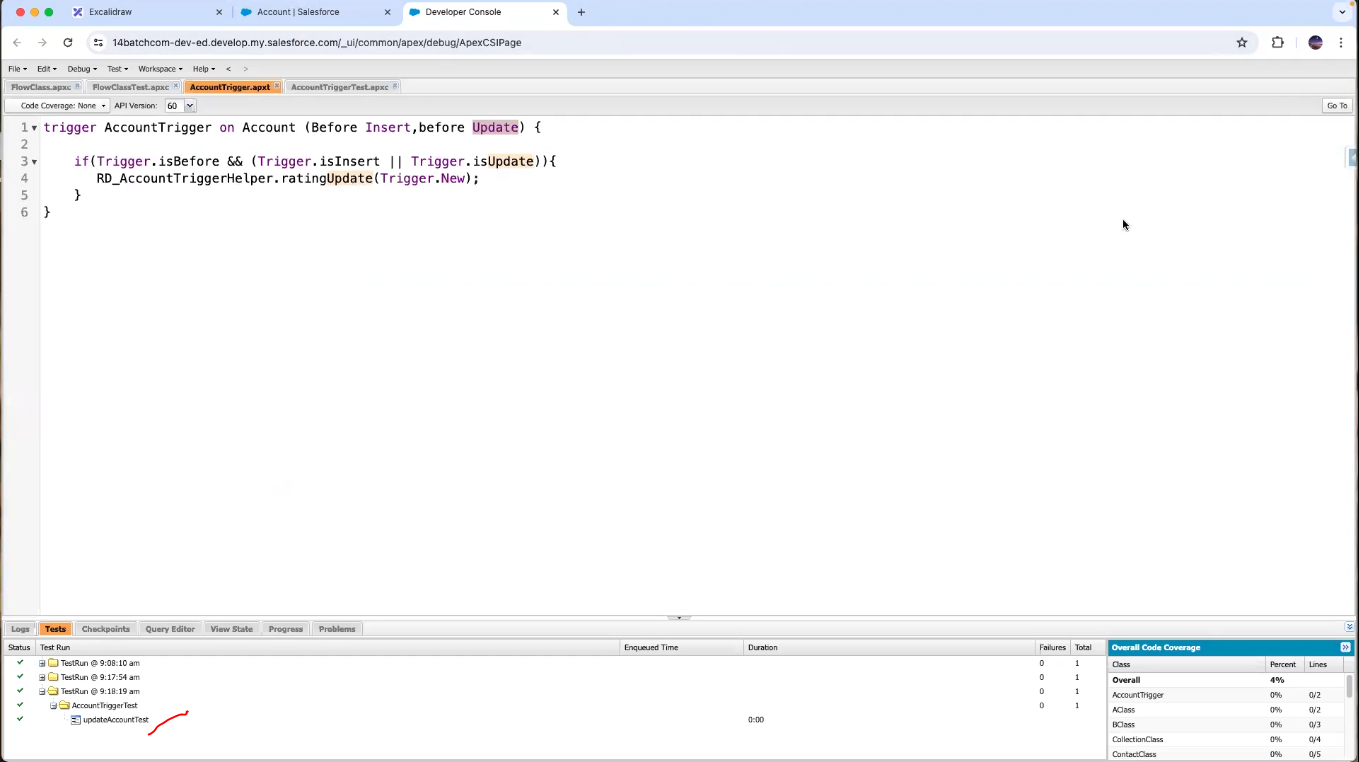 Excalidraw
Account | Salesforce
Developer Console
14batchcom-dev-ed.develop.my.salesforce.com/_ui/common/apex/debug/ApexCSIPage
File Edit Debug Test Workspace Help < >
FlowClass.apxc FlowClassTest.apxc AccountTrigger.apxt AccountTriggerTest.apxc
Code Coverage: None API Version: 60 Go To
1 trigger AccountTrigger on Account (Before Insert,before Update) {
2
3 if(Trigger.isBefore && (Trigger.isInsert || Trigger.isUpdate)){
4 RD_AccountTriggerHelper.ratingUpdate(Trigger.New);
5 }
6 }
Logs Tests Checkpoints Query Editor View State Progress Problems
Status Test Run Enqueued Time Duration Failures Total
TestRun @ 9:08:10 am 0 1
TestRun @ 9:17:54 am 0 1
TestRun @ 9:18:19 am 0 1
AccountTriggerTest 0 1
updateAccountTest 0:00
Overall Code Coverage
Class Percent Lines
Overall 4%
AccountTrigger 0% 0/2
AClass 0% 0/2
BClass 0% 0/3
CollectionClass 0% 0/4
ContactClass 0% 0/5